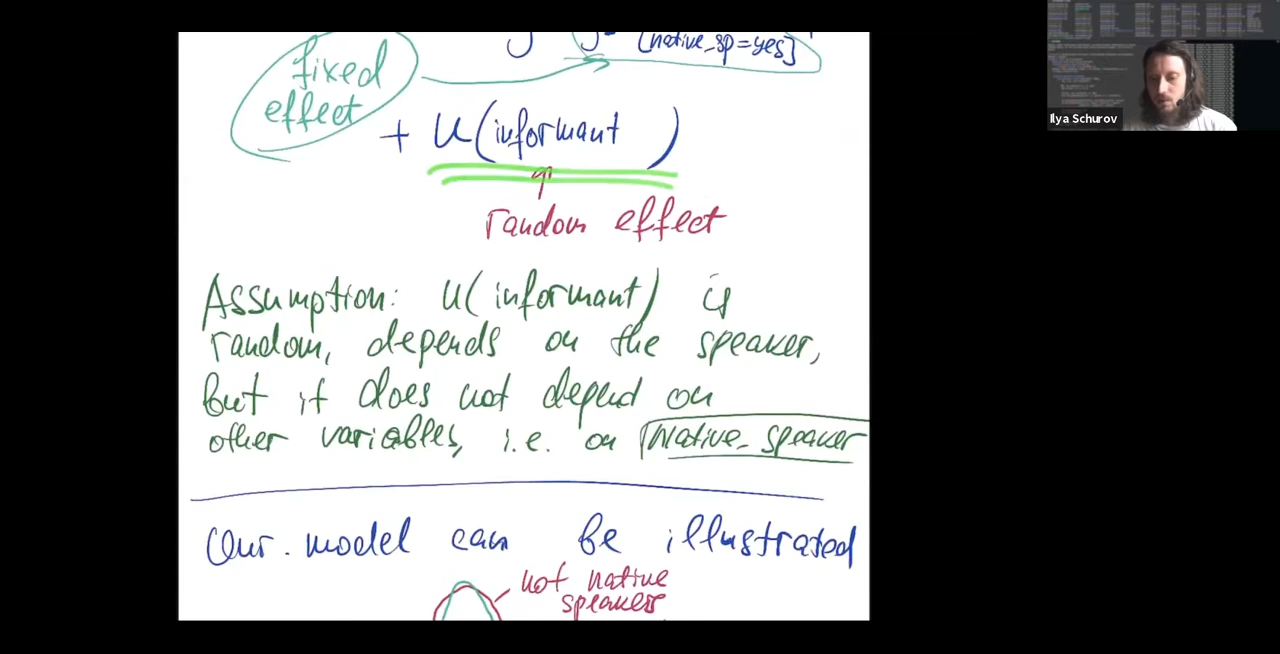 [native_sp=yes]
fixed
effect
+ u(informant )
random effect
Assumption: u(informant) is
random, depends on the speaker,
but it does not depend on
other variables, i.e. on native_speaker
Our model can be illustrated
not native
speakers
Ilya Schurov